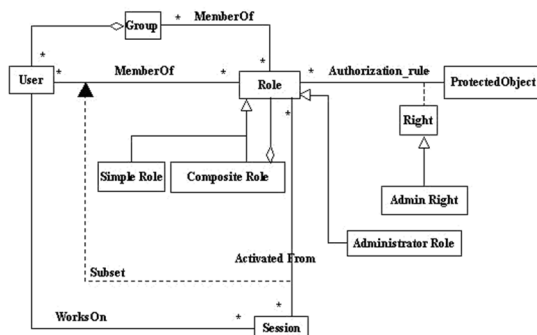 Group
*
MemberOf
*
*
*
User
*
MemberOf
*
Role
*
Authorization_rule
*
ProtectedObject
*
Right
Simple Role
Composite Role
Admin Right
Administrator Role
Activated From
Subset
WorksOn
*
*
*
Session